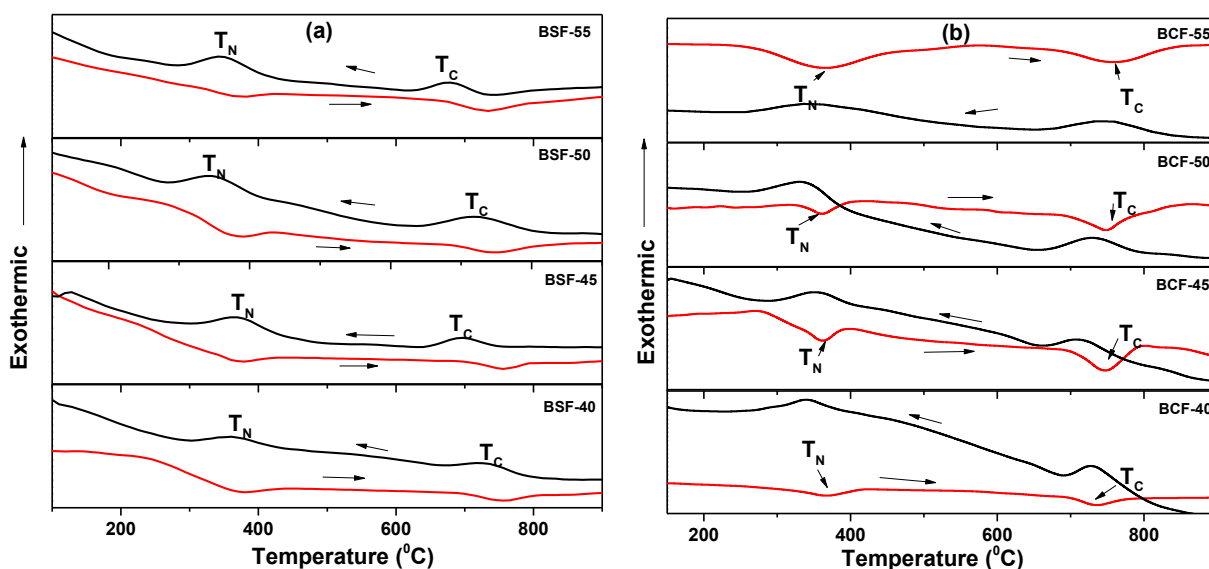 (a)
BSF-55
T_N
T_C
BSF-50
T_N
T_C
BSF-45
T_N
T_C
BSF-40
T_N
T_C
Exothermic
200 400 600 800
Temperature (⁰C)
(b)
BCF-55
T_N
T_C
BCF-50
T_N
T_C
BCF-45
T_N
T_C
BCF-40
T_N
T_C
Exothermic
200 400 600 800
Temperature (⁰C)